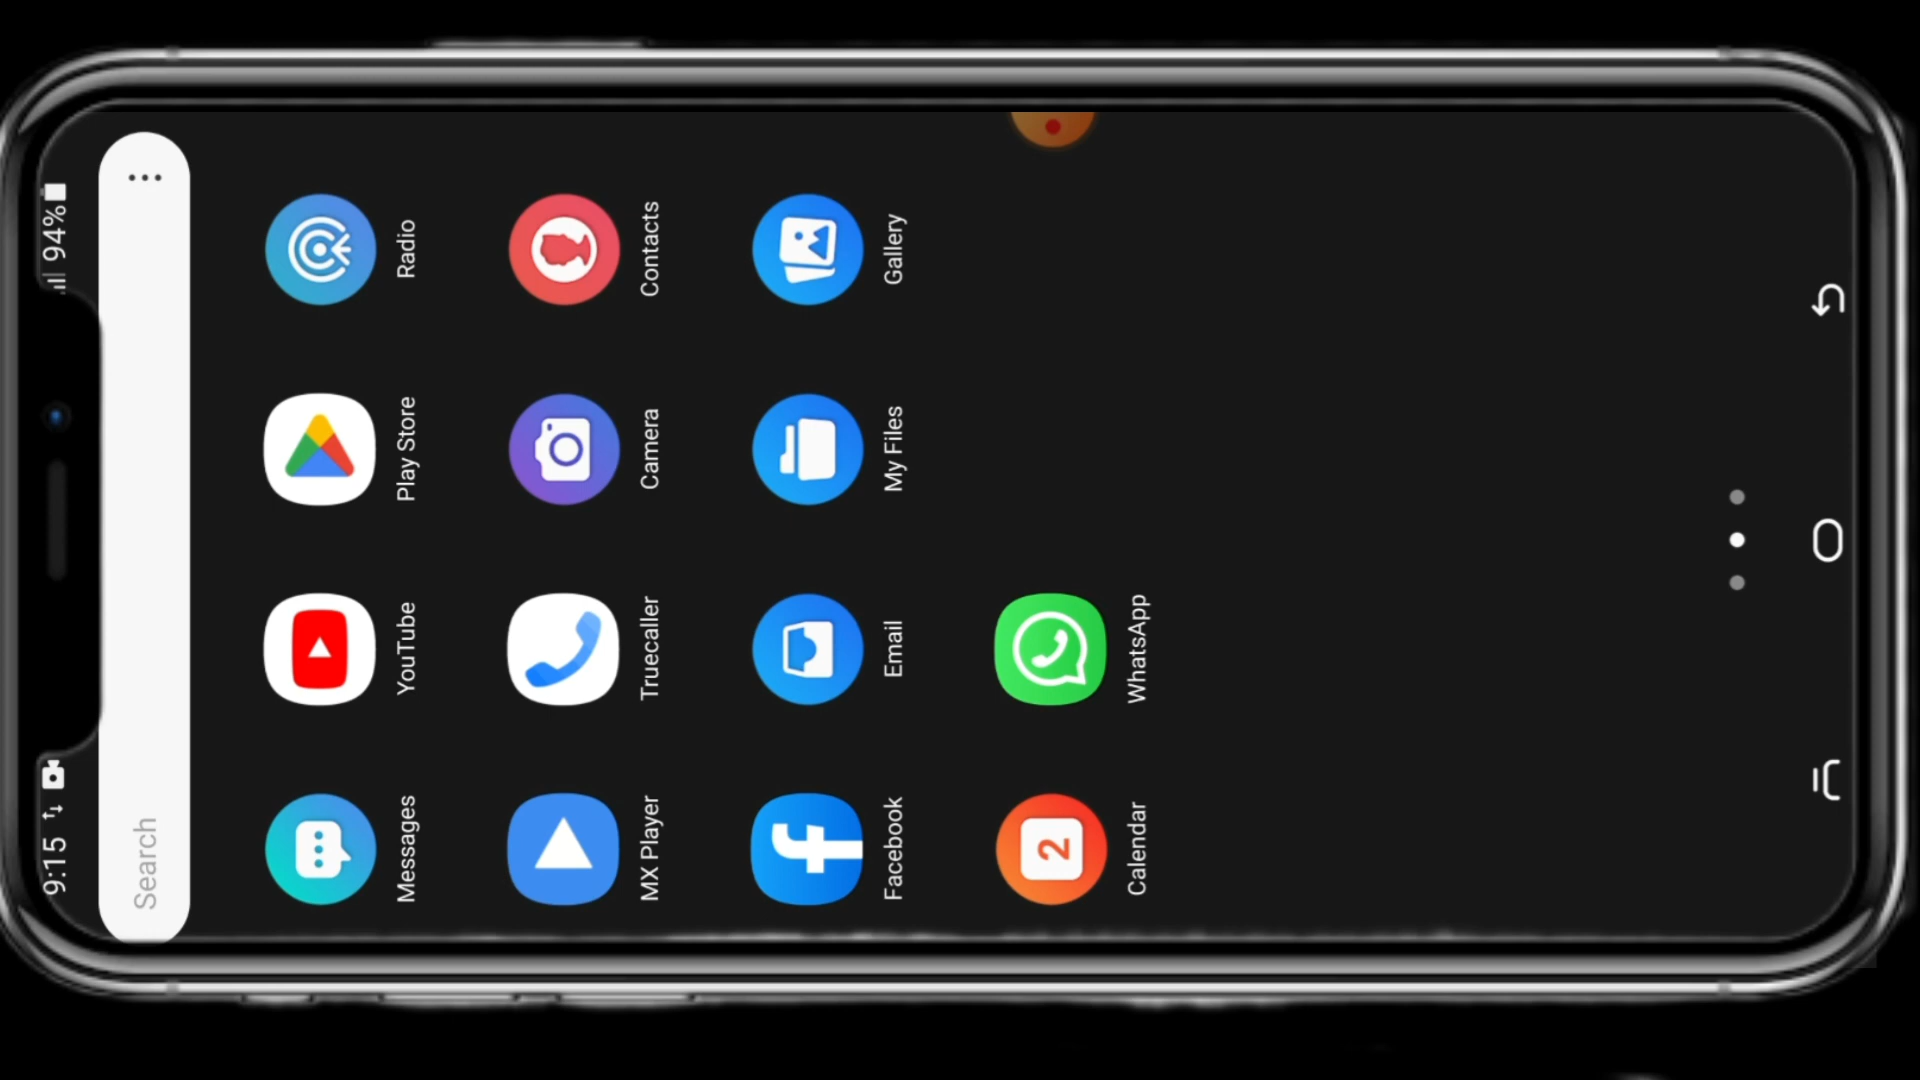 9:15
94%
Search
Messages YouTube Play Store Radio
MX Player Truecaller Camera Contacts
Facebook Email My Files Gallery
2
Calendar WhatsApp